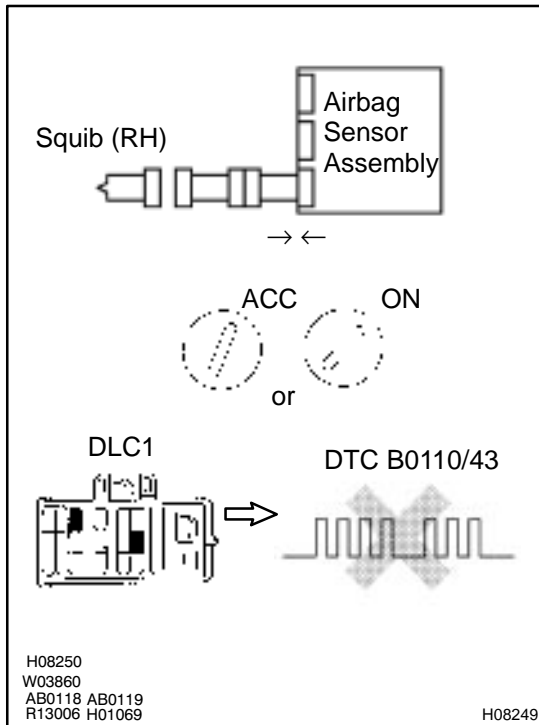 Airbag
Sensor
Assembly
Squib (RH)
ACC ON
or
DLC1
DTC B0110/43
H08250
W03860
AB0118 AB0119
R13006 H01069
H08249